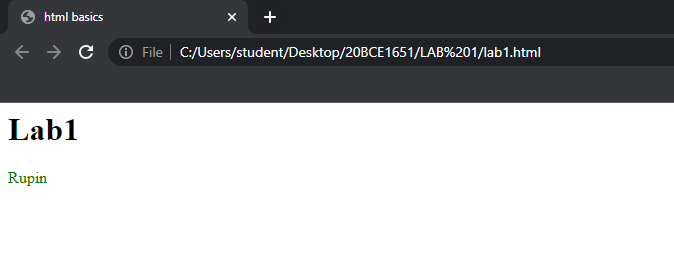 html basics
File C:/Users/student/Desktop/20BCE1651/LAB%201/lab1.html
Lab1
Rupin